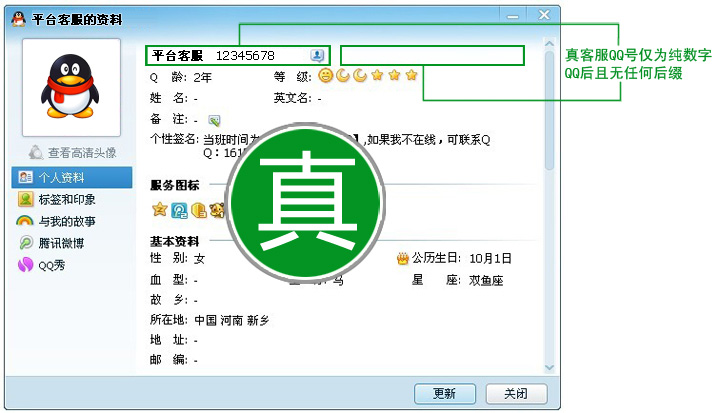 平台客服的资料
平台客服 12345678
真客服QQ号仅为纯数字
QQ后且无任何后缀
Q 龄: 2年 等 级:
姓 名: - 英文名: -
备 注: -
个性签名: 当班时间为 】,如果我不在线，可联系Q
Q：161
查看高清头像
个人资料
服务图标
标签和印象
与我的故事
腾讯微博
QQ秀
真
基本资料
性 别: 女 公历生日: 10月1日
血 型: - 马 星 座: 双鱼座
故 乡: -
所在地: 中国 河南 新乡
地 址: -
邮 编: -
更新 关闭